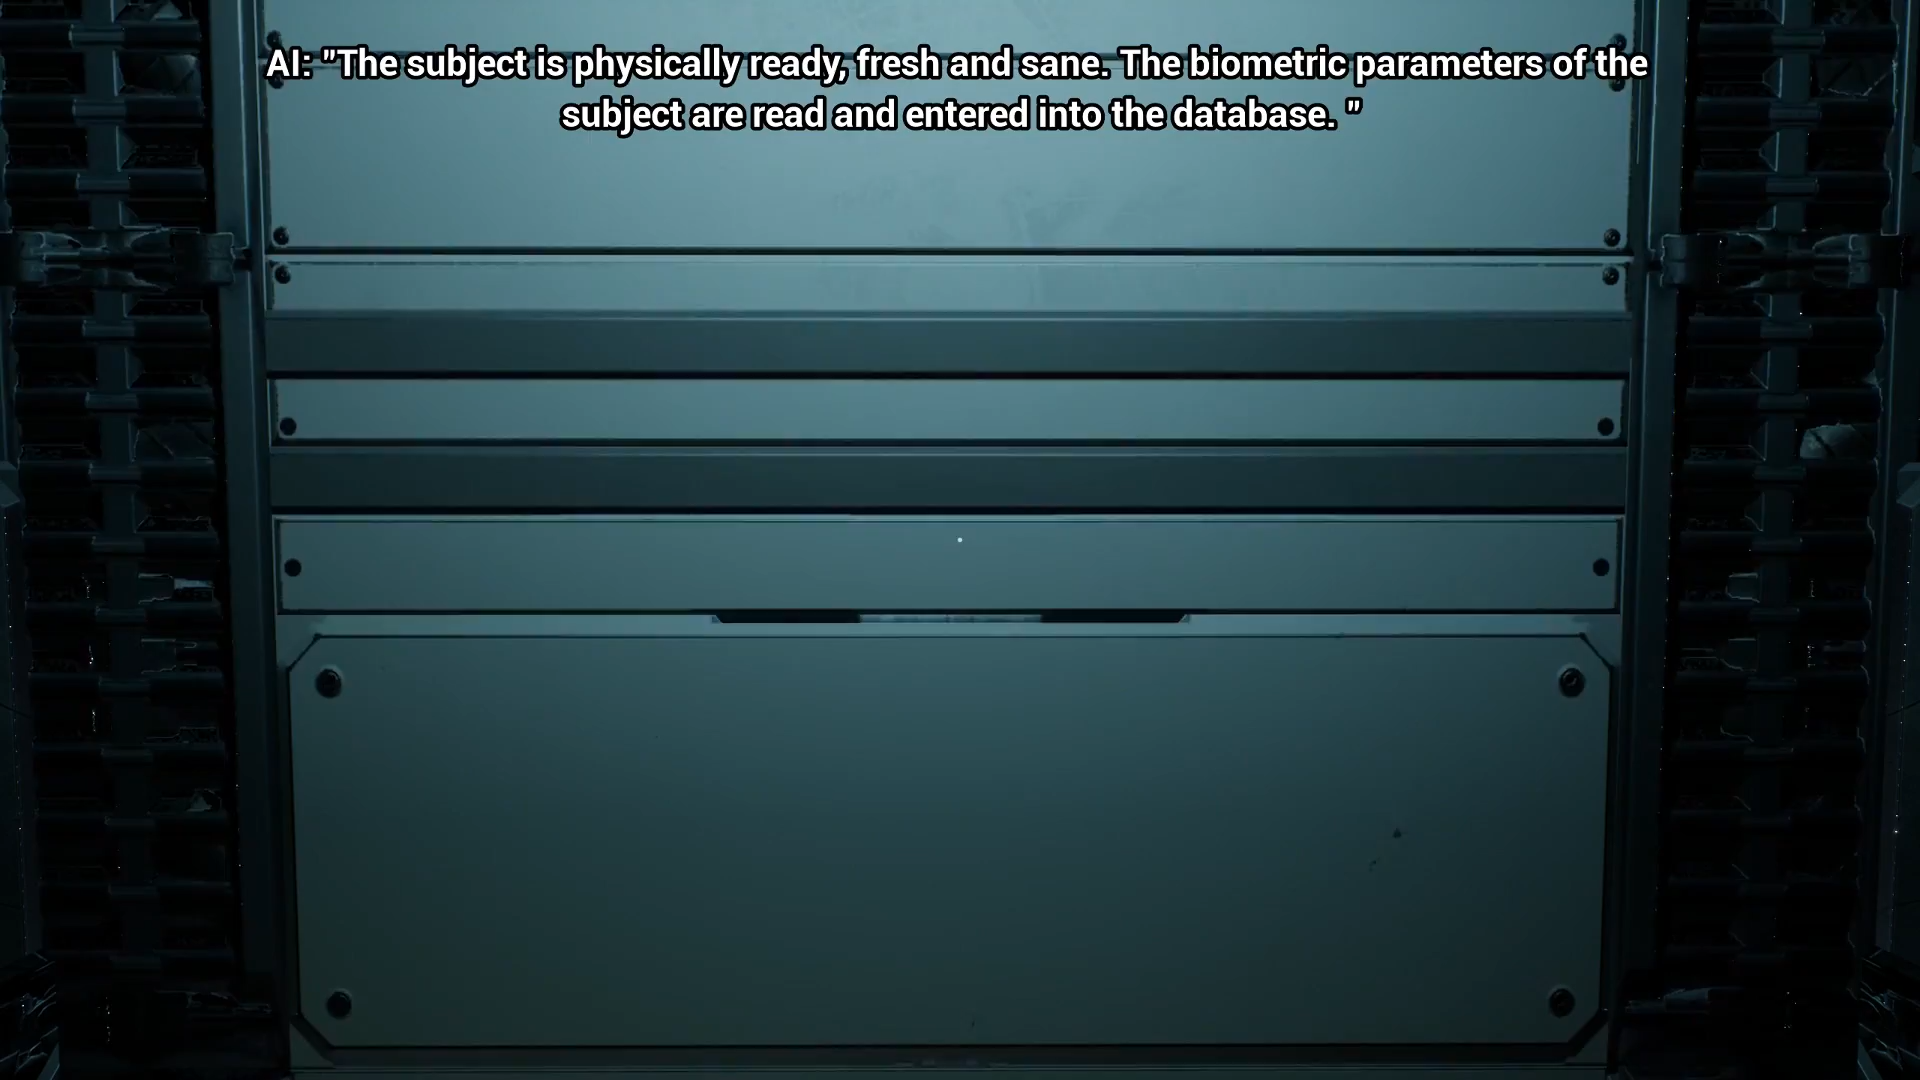 AI: "The subject is physically ready, fresh and sane. The biometric parameters of the
subject are read and entered into the database. "